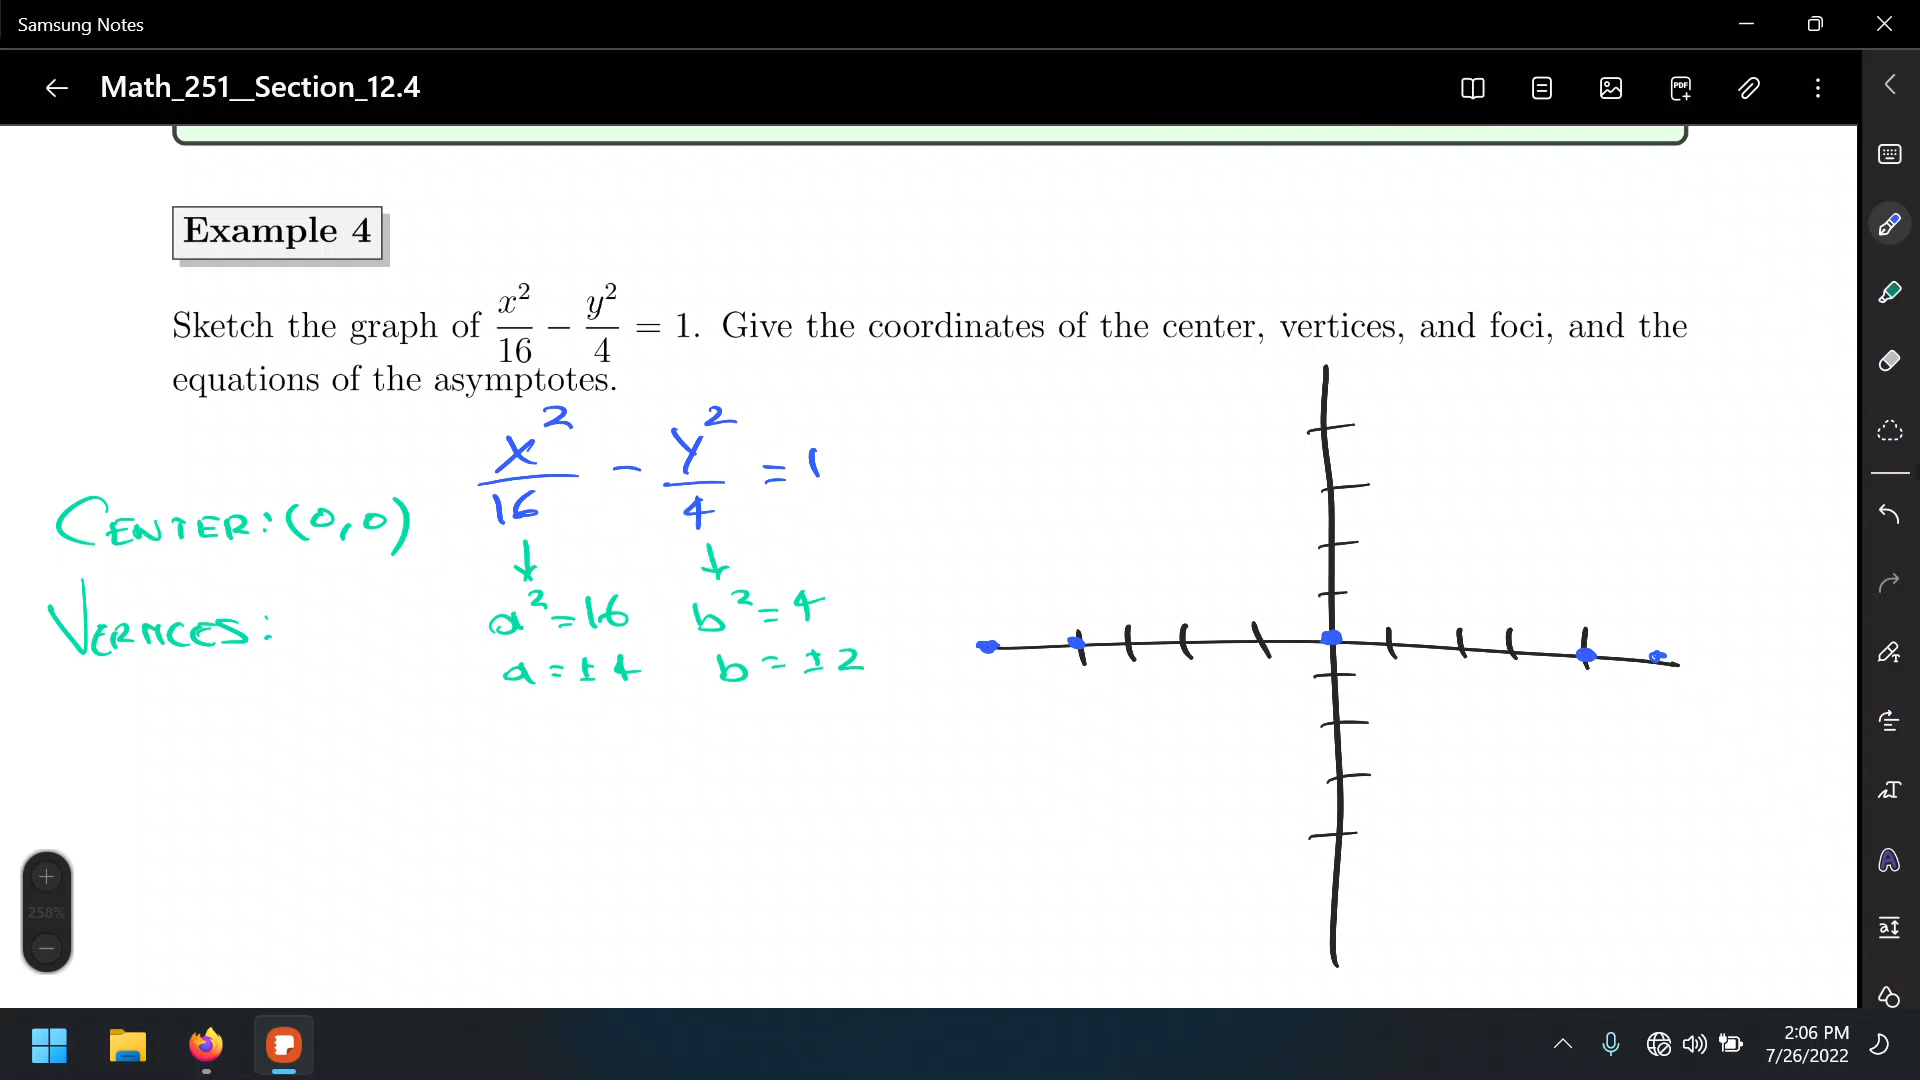 Samsung Notes
Math_251__Section_12.4
PDF
Example 4
Sketch the graph of x²/16 − y²/4 = 1. Give the coordinates of the center, vertices, and foci, and the
equations of the asymptotes.
x²/16 - y²/4 = 1
CENTER: (0,0)
VERTICES:
a² = 16 b² = 4
a = ±4 b = ±2
258%
2:06 PM
7/26/2022